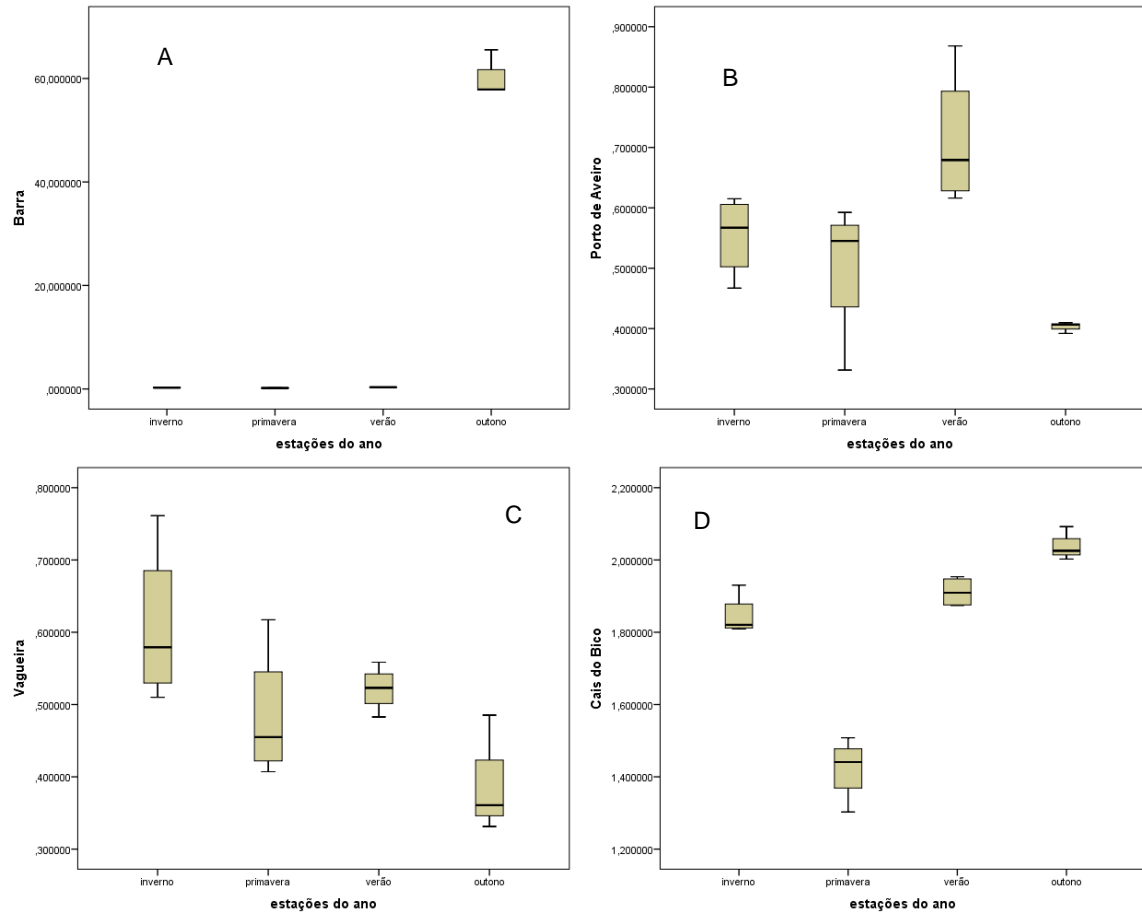 A
Barra
60,000000
40,000000
20,000000
,000000
inverno primavera verão outono
estações do ano
B
Porto de Aveiro
,900000
,800000
,700000
,600000
,500000
,400000
,300000
inverno primavera verão outono
estações do ano
C
Vagueira
,800000
,700000
,600000
,500000
,400000
,300000
inverno primavera verão outono
estações do ano
D
Cais do Bico
2,200000
2,000000
1,800000
1,600000
1,400000
1,200000
inverno primavera verão outono
estações do ano